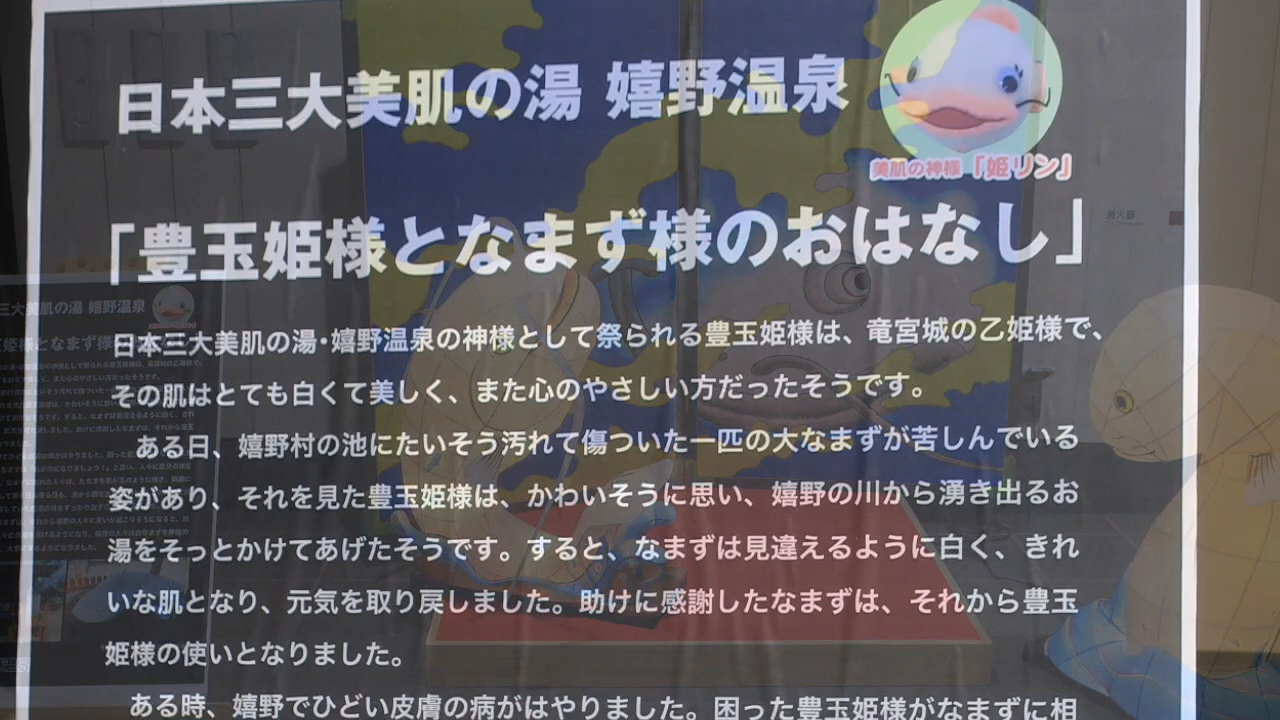 日本三大美肌の湯 嬉野温泉
美肌の神様「姫リン」
「豊玉姫様となまず様のおはなし」
日本三大美肌の湯・嬉野温泉の神様として祭られる豊玉姫様は、竜宮城の乙姫様で、
その肌はとても白くて美しく、また心のやさしい方だったそうです。
ある日、嬉野村の池にたいそう汚れて傷ついた一匹の大なまずが苦しんでいる
姿があり、それを見た豊玉姫様は、かわいそうに思い、嬉野の川から湧き出るお
湯をそっとかけてあげたそうです。すると、なまずは見違えるように白く、きれ
いな肌となり、元気を取り戻しました。助けに感謝したなまずは、それから豊玉
姫様の使いとなりました。
ある時、嬉野でひどい皮膚の病がはやりました。困った豊玉姫様がなまずに相
消火器